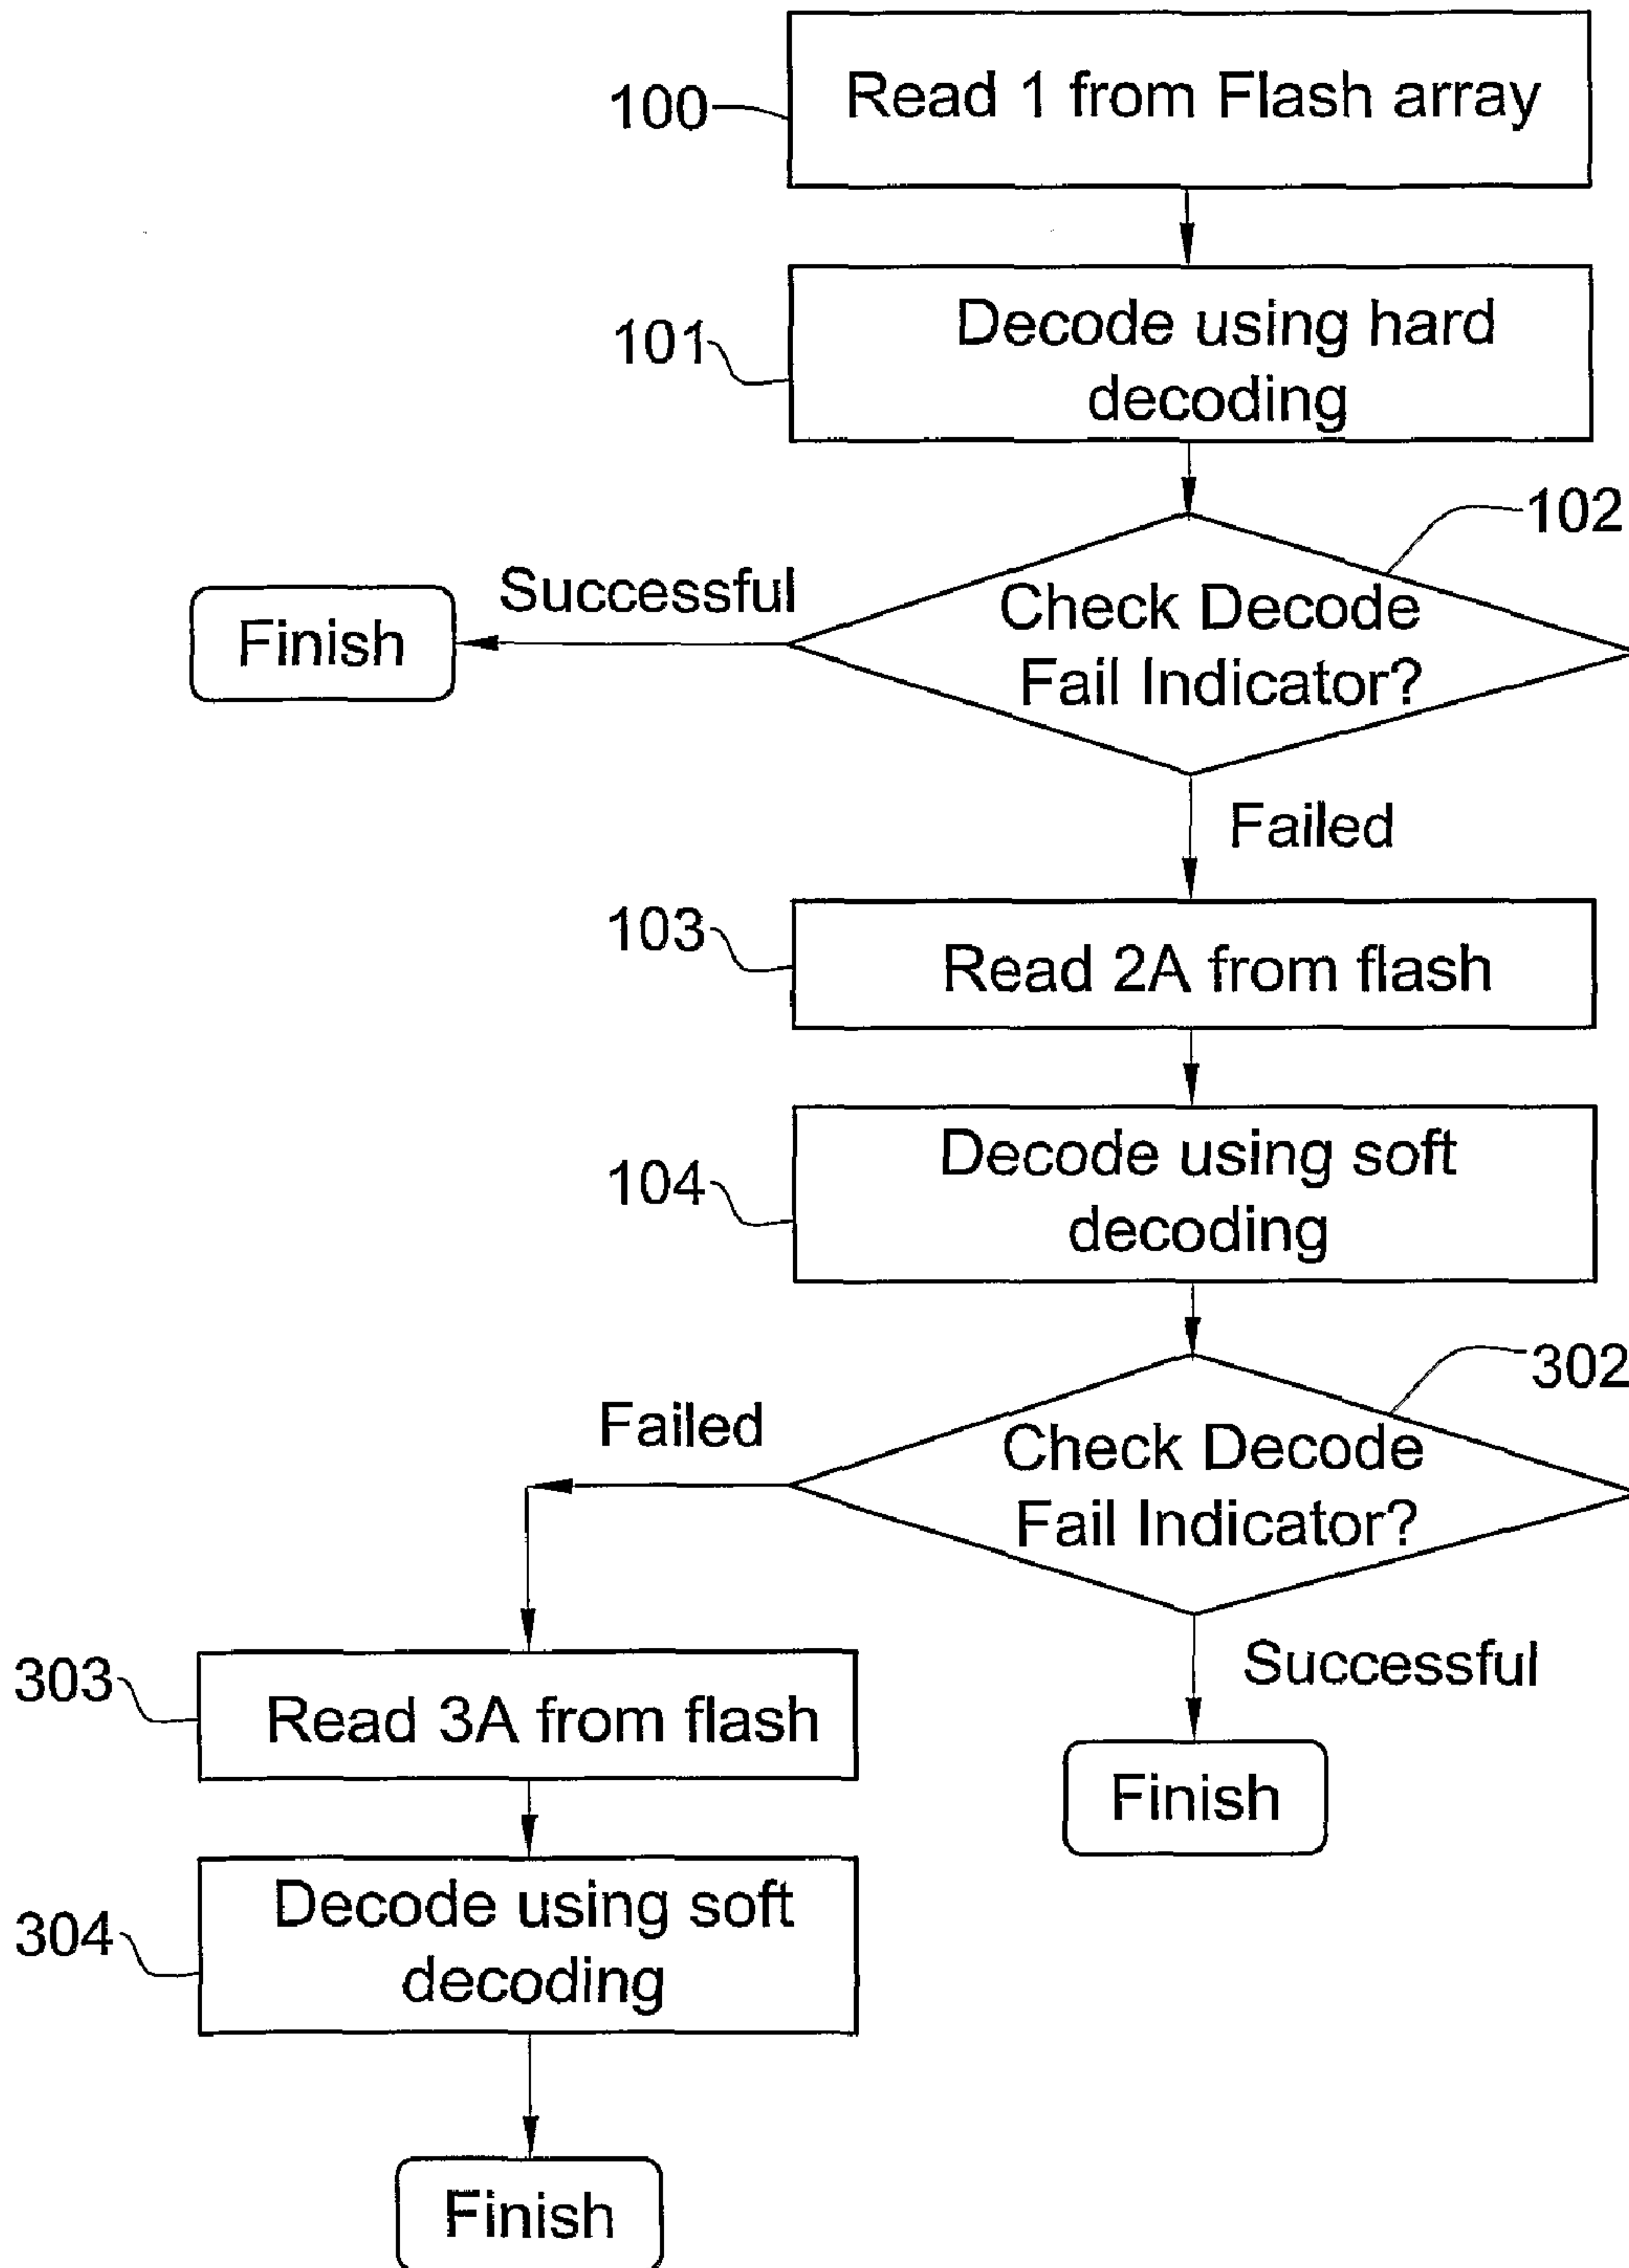 100
Read 1 from Flash array
101
Decode using hard
decoding
102
Successful
Check Decode
Fail Indicator?
Finish
Failed
103
Read 2A from flash
104
Decode using soft
decoding
302
Failed
Check Decode
Fail Indicator?
Successful
303
Read 3A from flash
Finish
304
Decode using soft
decoding
Finish